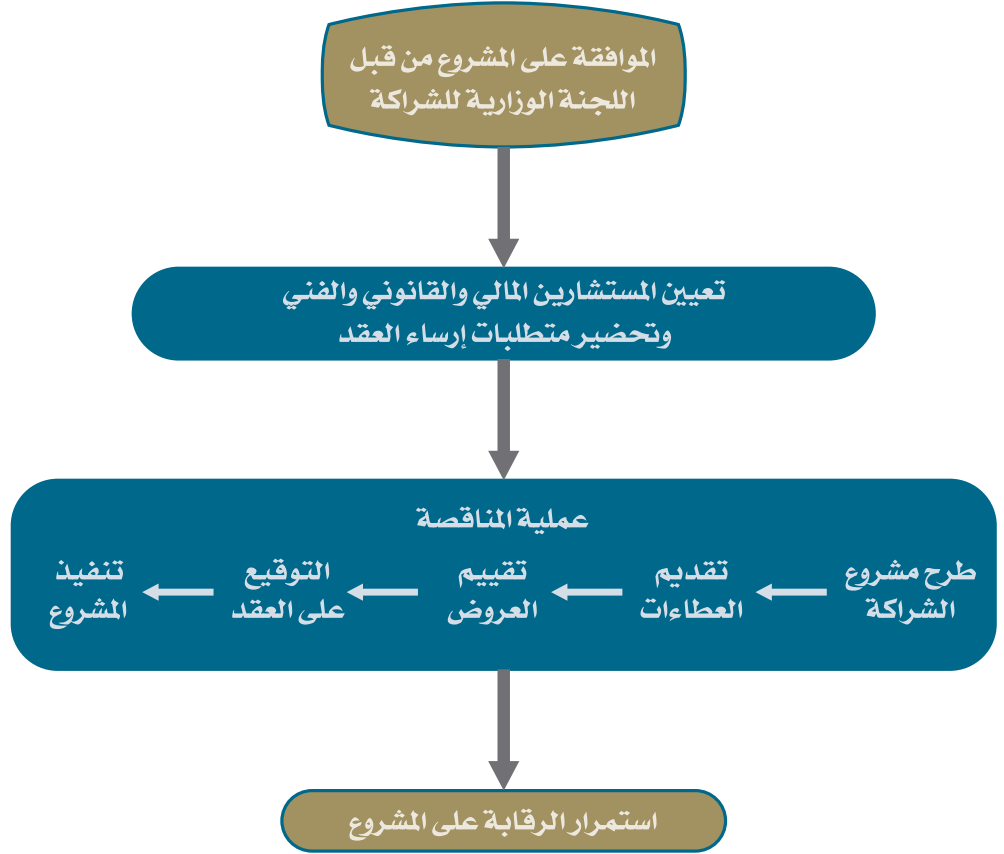 الموافقة على المشروع من قبل
اللجنة الوزارية للشراكة
تعيين المستشارين المالي والقانوني والفني
وتحضير متطلبات إرساء العقد
عملية المناقصة
طرح مشروع
الشراكة
تقديم
العطاءات
تقييم
العروض
التوقيع
على العقد
تنفيذ
المشروع
استمرار الرقابة على المشروع